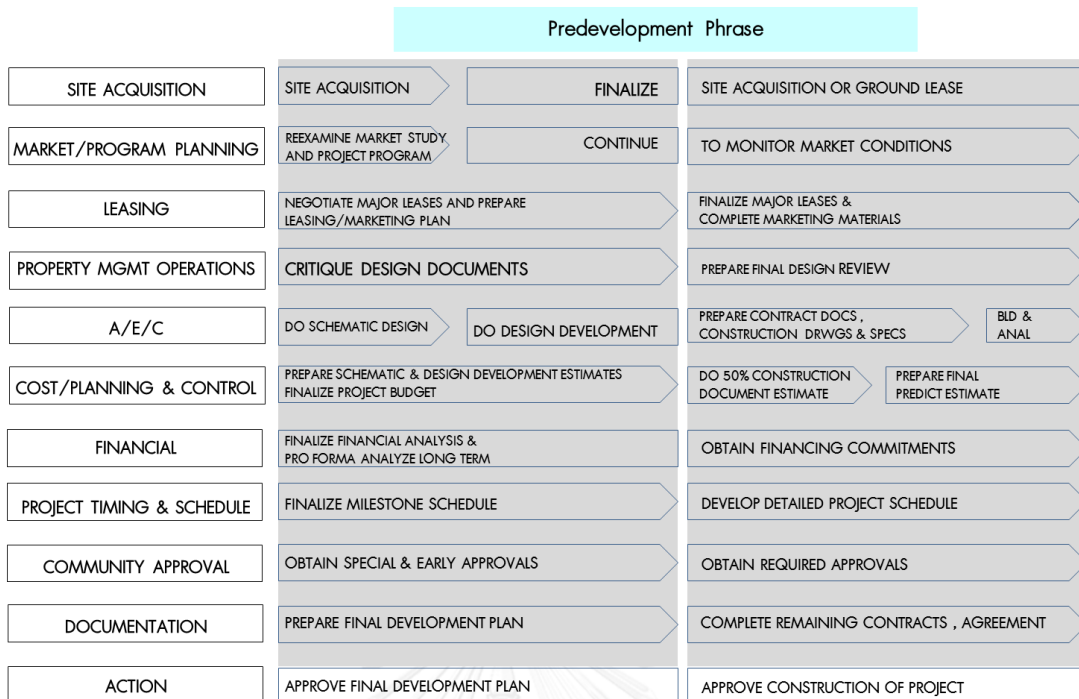 Predevelopment Phrase
SITE ACQUISITION
SITE ACQUISITION
FINALIZE
SITE ACQUISITION OR GROUND LEASE
MARKET/PROGRAM PLANNING
REEXAMINE MARKET STUDY
AND PROJECT PROGRAM
CONTINUE
TO MONITOR MARKET CONDITIONS
LEASING
NEGOTIATE MAJOR LEASES AND PREPARE
LEASING/MARKETING PLAN
FINALIZE MAJOR LEASES &
COMPLETE MARKETING MATERIALS
PROPERTY MGMT OPERATIONS
CRITIQUE DESIGN DOCUMENTS
PREPARE FINAL DESIGN REVIEW
A/E/C
DO SCHEMATIC DESIGN
DO DESIGN DEVELOPMENT
PREPARE CONTRACT DOCS ,
CONSTRUCTION DRWGS & SPECS
BLD &
ANAL
COST/PLANNING & CONTROL
PREPARE SCHEMATIC & DESIGN DEVELOPMENT ESTIMATES
FINALIZE PROJECT BUDGET
DO 50% CONSTRUCTION
DOCUMENT ESTIMATE
PREPARE FINAL
PREDICT ESTIMATE
FINANCIAL
FINALIZE FINANCIAL ANALYSIS &
PRO FORMA ANALYZE LONG TERM
OBTAIN FINANCING COMMITMENTS
PROJECT TIMING & SCHEDULE
FINALIZE MILESTONE SCHEDULE
DEVELOP DETAILED PROJECT SCHEDULE
COMMUNITY APPROVAL
OBTAIN SPECIAL & EARLY APPROVALS
OBTAIN REQUIRED APPROVALS
DOCUMENTATION
PREPARE FINAL DEVELOPMENT PLAN
COMPLETE REMAINING CONTRACTS , AGREEMENT
ACTION
APPROVE FINAL DEVELOPMENT PLAN
APPROVE CONSTRUCTION OF PROJECT